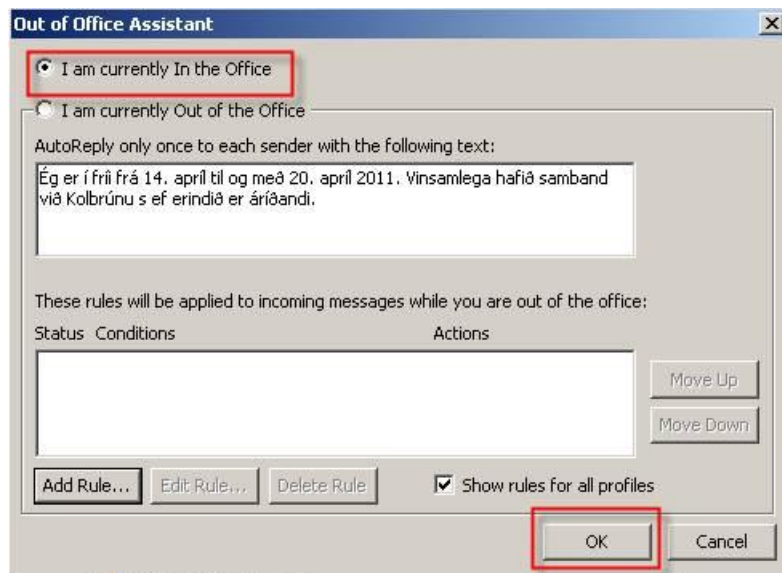 Out of Office Assistant
I am currently In the Office
I am currently Out of the Office
AutoReply only once to each sender with the following text:
Ég er í fríi frá 14. apríl til og með 20. apríl 2011. Vinsamlega hafið samband
við Kolbrúnu s ef erindið er áríðandi.
These rules will be applied to incoming messages while you are out of the office:
Status Conditions Actions
Move Up
Move Down
Add Rule... Edit Rule... Delete Rule Show rules for all profiles
OK Cancel